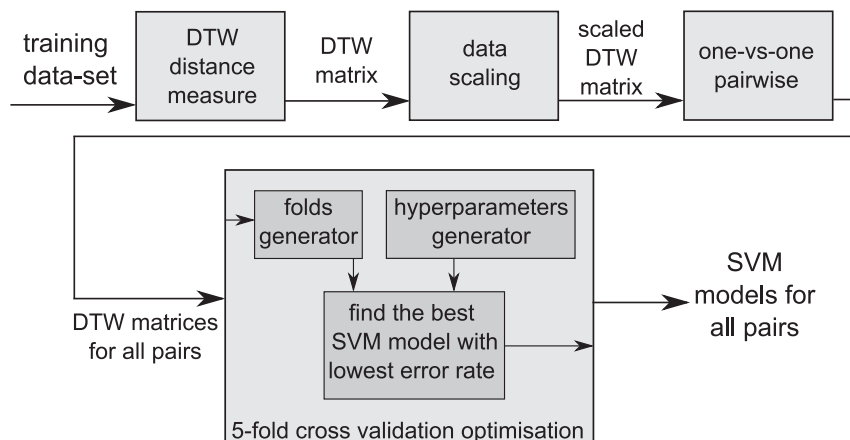 training
data-set
DTW
distance
measure
DTW
matrix
data
scaling
scaled
DTW
matrix
one-vs-one
pairwise
DTW matrices
for all pairs
folds
generator
hyperparameters
generator
find the best
SVM model with
lowest error rate
5-fold cross validation optimisation
SVM
models for
all pairs